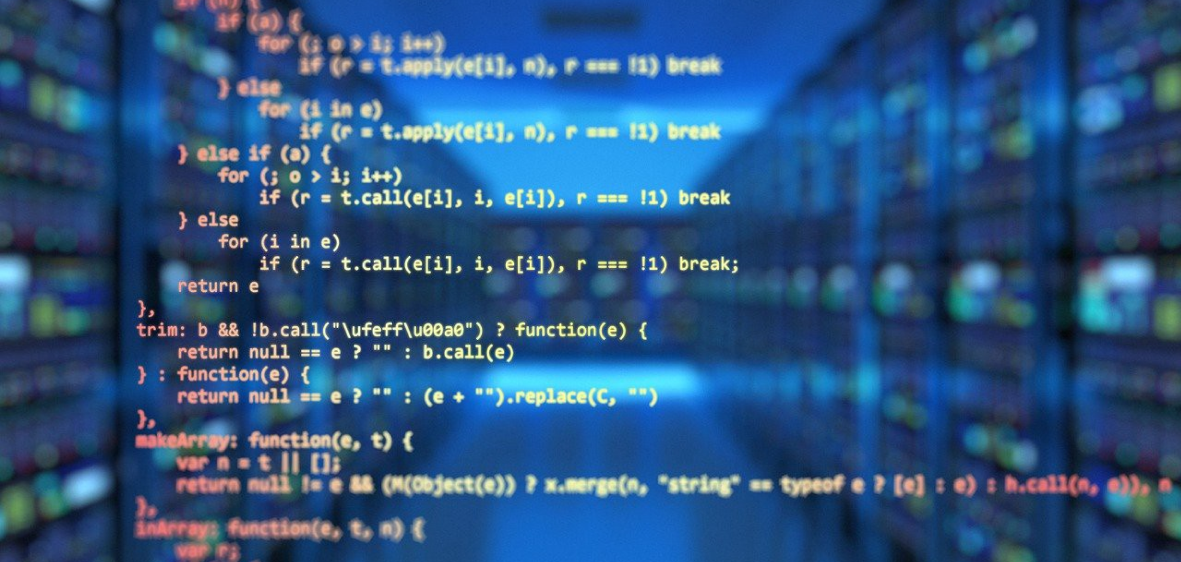 if (n) {
if (a) {
for (; o > i; i++)
if (r = t.apply(e[i], n), r === !1) break
} else
for (i in e)
if (r = t.apply(e[i], n), r === !1) break
} else if (a) {
for (; o > i; i++)
if (r = t.call(e[i], i, e[i]), r === !1) break
} else
for (i in e)
if (r = t.call(e[i], i, e[i]), r === !1) break;
return e
},
trim: b && !b.call("\ufeff\u00a0") ? function(e) {
return null == e ? "" : b.call(e)
} : function(e) {
return null == e ? "" : (e + "").replace(C, "")
},
makeArray: function(e, t) {
var n = t || [];
return null != e && (M(Object(e)) ? x.merge(n, "string" == typeof e ? [e] : e) : h.call(n, e)), n
},
inArray: function(e, t, n) {
var r;